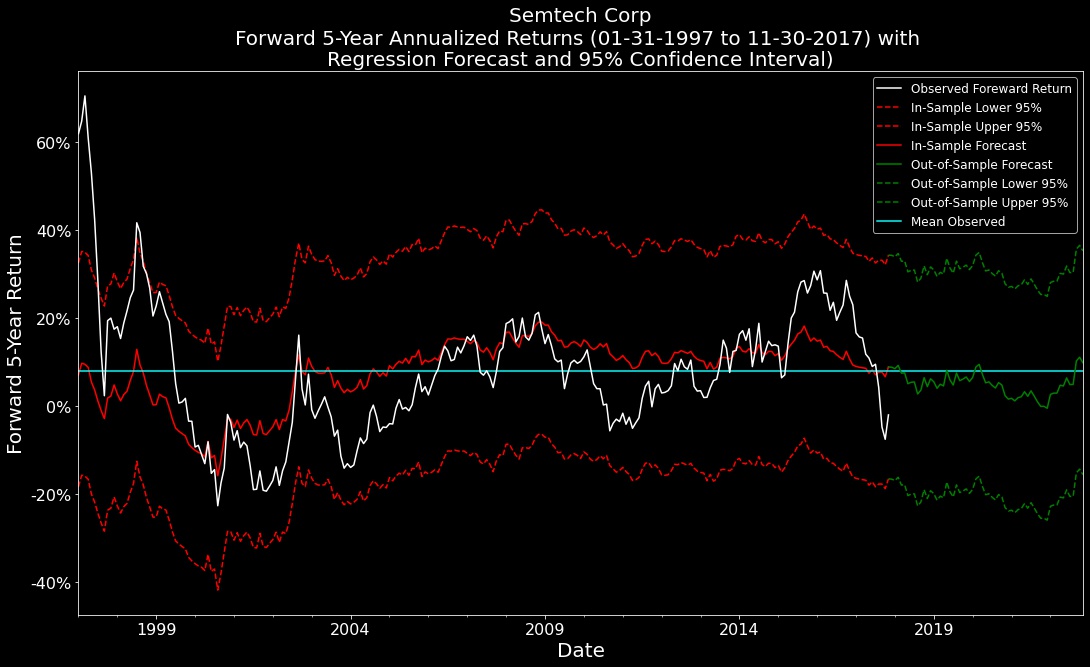 Semtech Corp
Forward 5-Year Annualized Returns (01-31-1997 to 11-30-2017) with
Regression Forecast and 95% Confidence Interval)
Observed Foreward Return
In-Sample Lower 95%
In-Sample Upper 95%
In-Sample Forecast
Out-of-Sample Forecast
Out-of-Sample Lower 95%
Out-of-Sample Upper 95%
Mean Observed
Forward 5-Year Return
60%
40%
20%
0%
-20%
-40%
1999
2004
2009
2014
2019
Date